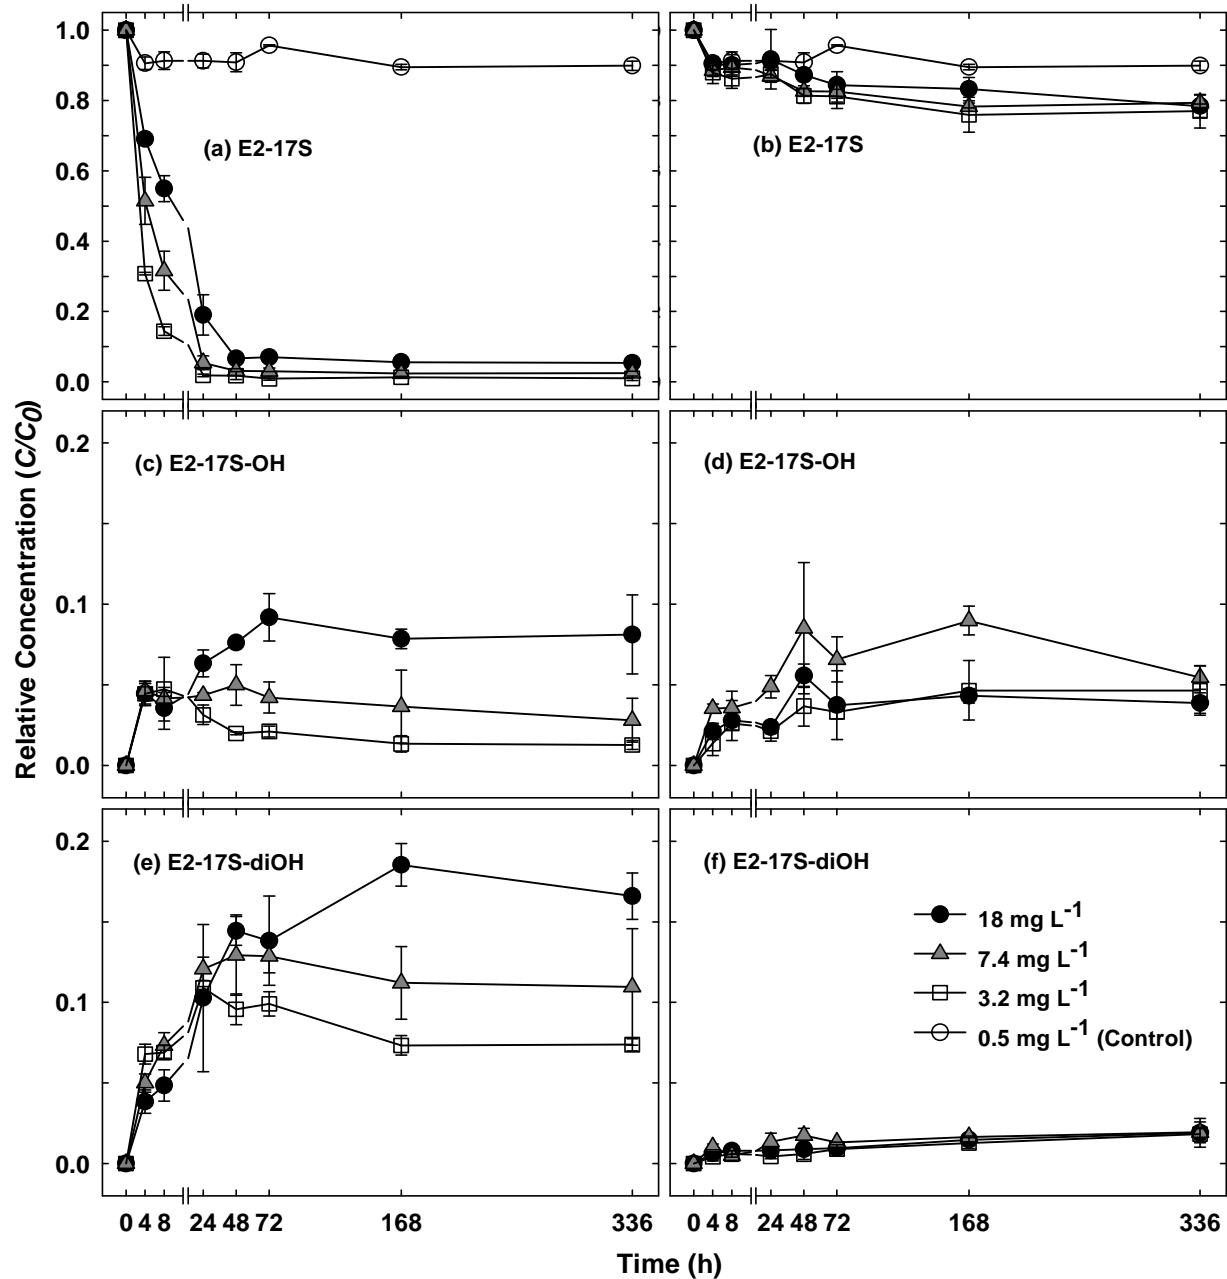 Relative Concentration (C/C0)
1.0
0.8
0.6
0.4
0.2
0.0
(a) E2-17S
(b) E2-17S
0.2
0.1
0.0
(c) E2-17S-OH
(d) E2-17S-OH
0.2
0.1
0.0
(e) E2-17S-diOH
(f) E2-17S-diOH
18 mg L-1
7.4 mg L-1
3.2 mg L-1
0.5 mg L-1 (Control)
0 4 8 24 48 72 168 336
0 4 8 24 48 72 168 336
Time (h)